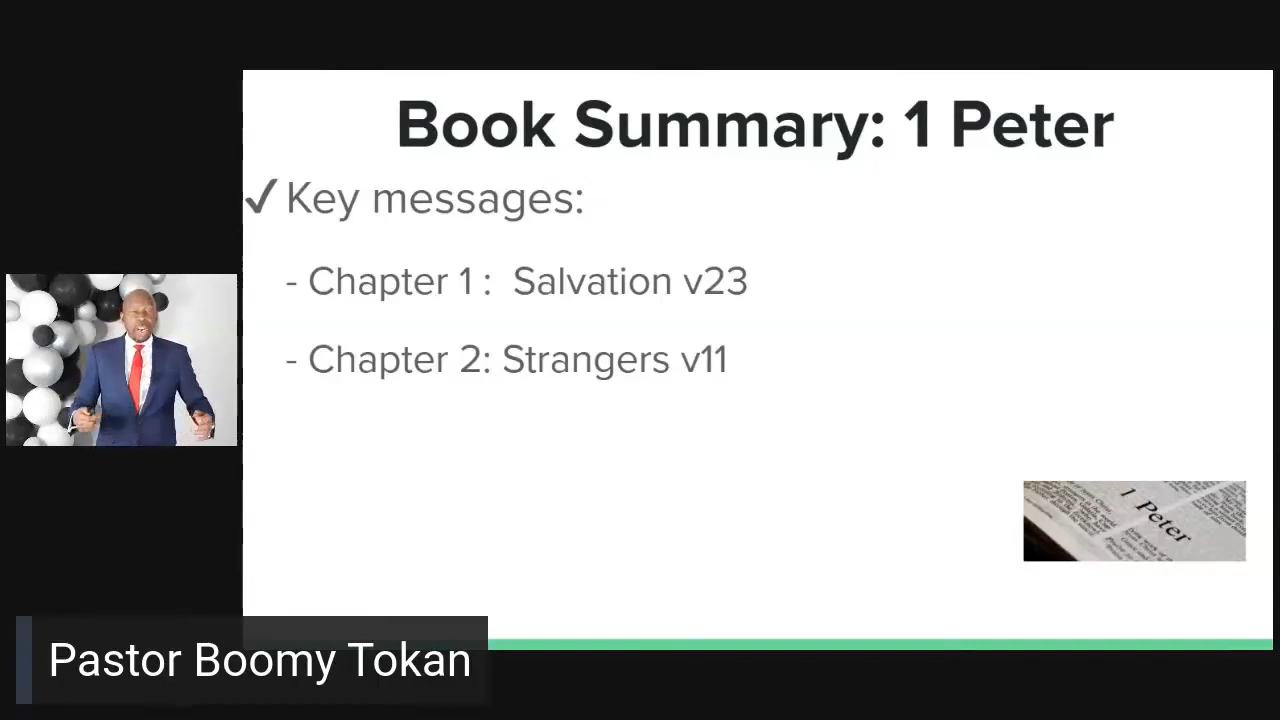 Book Summary: 1 Peter
✓ Key messages:
- Chapter 1 : Salvation v23
- Chapter 2: Strangers v11
1 Peter
Pastor Boomy Tokan